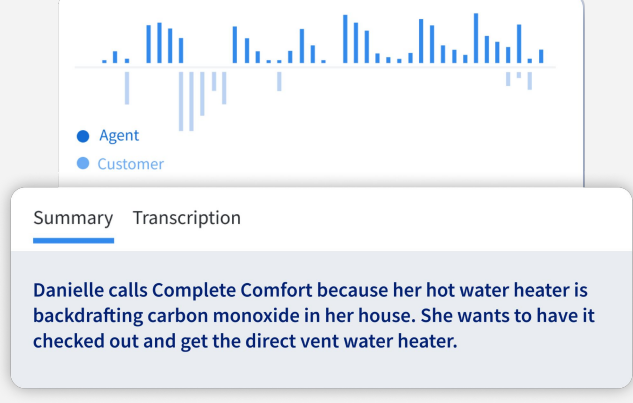 Agent
Customer
Summary Transcription
Danielle calls Complete Comfort because her hot water heater is
backdrafting carbon monoxide in her house. She wants to have it
checked out and get the direct vent water heater.